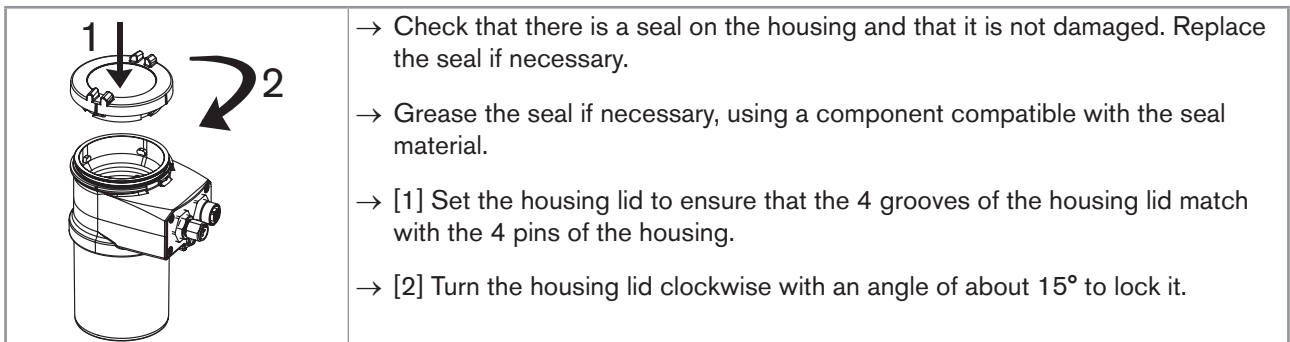 1
2
→ Check that there is a seal on the housing and that it is not damaged. Replace
the seal if necessary.
→ Grease the seal if necessary, using a component compatible with the seal
material.
→ [1] Set the housing lid to ensure that the 4 grooves of the housing lid match
with the 4 pins of the housing.
→ [2] Turn the housing lid clockwise with an angle of about 15° to lock it.